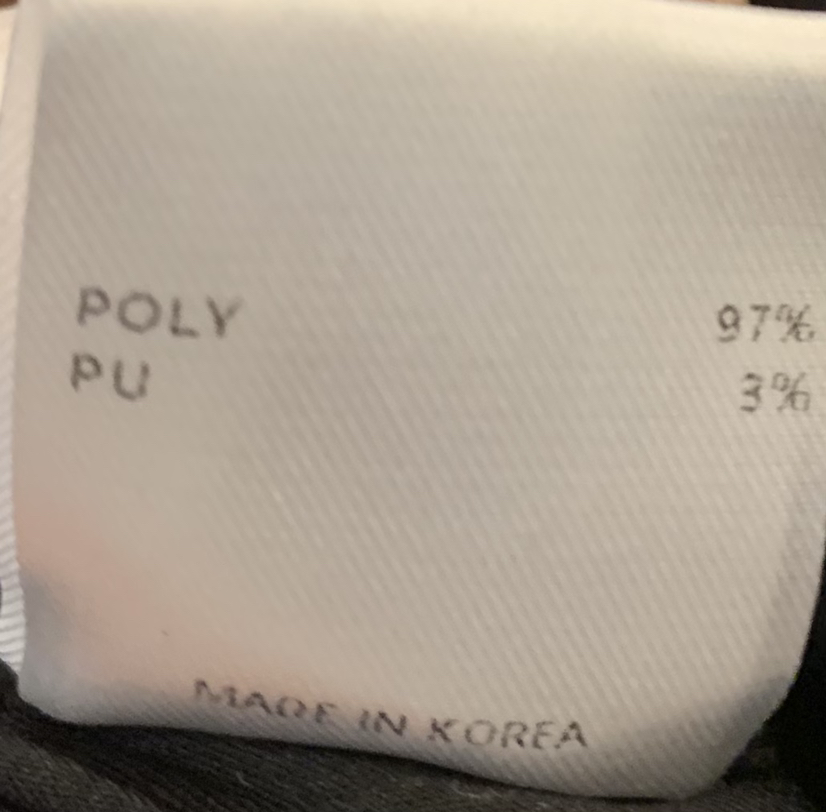 POLY 97%
PU 3%
MADE IN KOREA